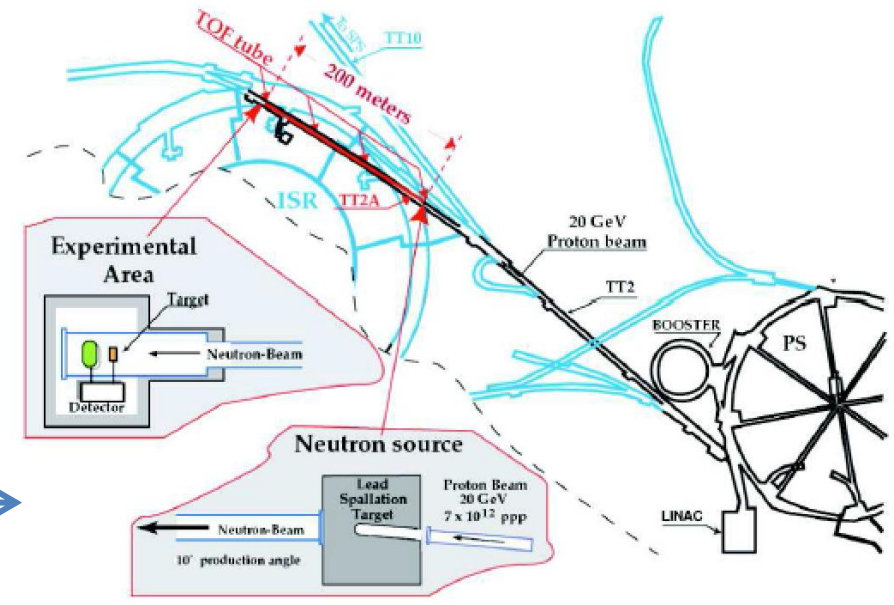 To SPS
TT10
TOF tube
200 meters
ISR
TT2A
20 GeV
Proton beam
TT2
BOOSTER
PS
LINAC
Experimental
Area
Target
Neutron-Beam
Detector
Neutron source
Lead
Spallation
Target
Proton Beam
20 GeV
7 x 10¹² ppp
Neutron-Beam
10° production angle